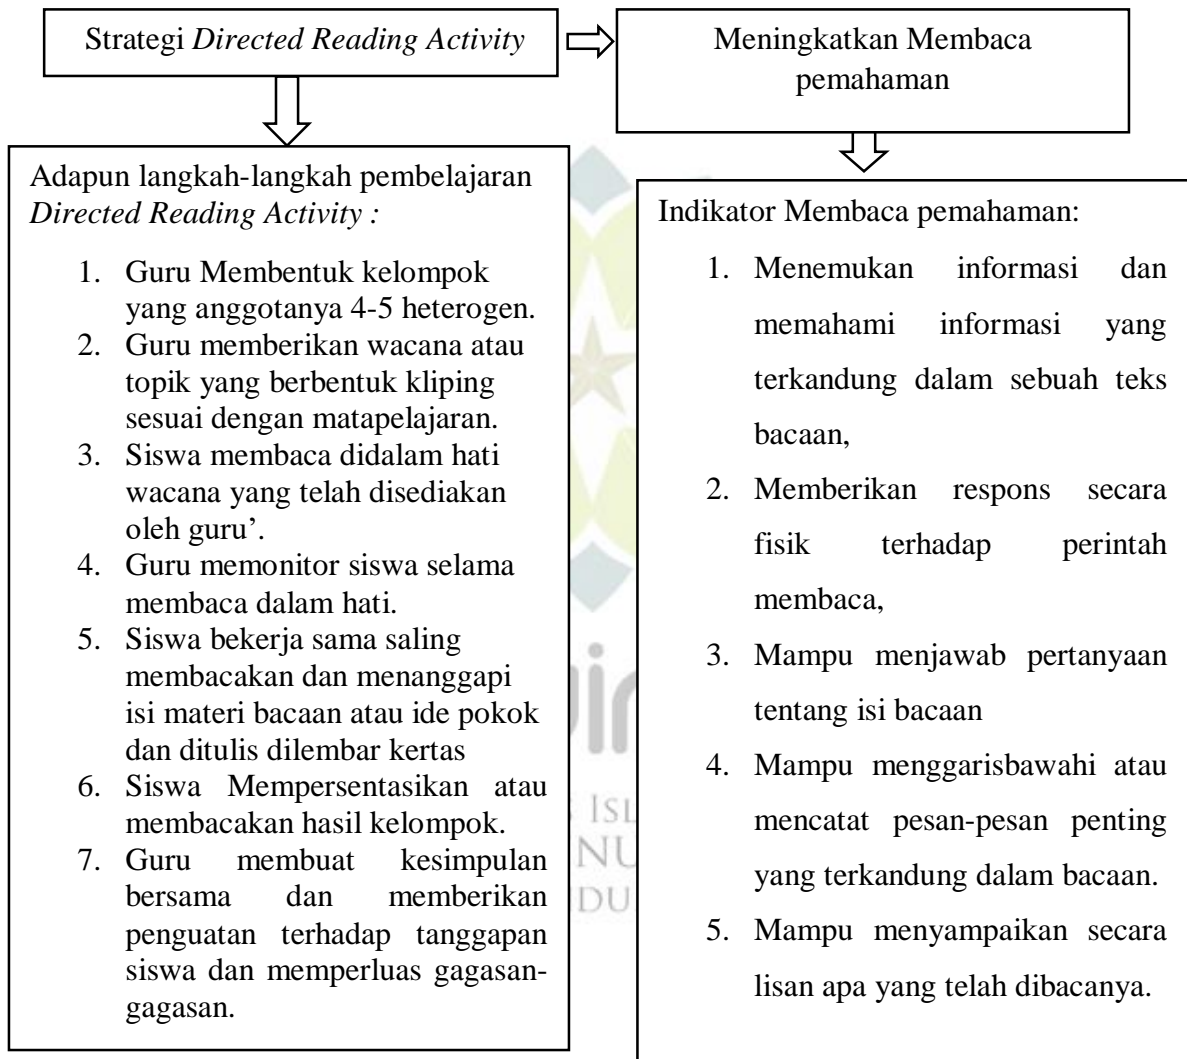 Strategi Directed Reading Activity
Meningkatkan Membaca
pemahaman
Adapun langkah-langkah pembelajaran
Directed Reading Activity :
1. Guru Membentuk kelompok
yang anggotanya 4-5 heterogen.
2. Guru memberikan wacana atau
topik yang berbentuk kliping
sesuai dengan matapelajaran.
3. Siswa membaca didalam hati
wacana yang telah disediakan
oleh guru’.
4. Guru memonitor siswa selama
membaca dalam hati.
5. Siswa bekerja sama saling
membacakan dan menanggapi
isi materi bacaan atau ide pokok
dan ditulis dilembar kertas
6. Siswa Mempersentasikan atau
membacakan hasil kelompok.
7. Guru membuat kesimpulan
bersama dan memberikan
penguatan terhadap tanggapan
siswa dan memperluas gagasan-
gagasan.
Indikator Membaca pemahaman:
1. Menemukan informasi dan
memahami informasi yang
terkandung dalam sebuah teks
bacaan,
2. Memberikan respons secara
fisik terhadap perintah
membaca,
3. Mampu menjawab pertanyaan
tentang isi bacaan
4. Mampu menggarisbawahi atau
mencatat pesan-pesan penting
yang terkandung dalam bacaan.
5. Mampu menyampaikan secara
lisan apa yang telah dibacanya.